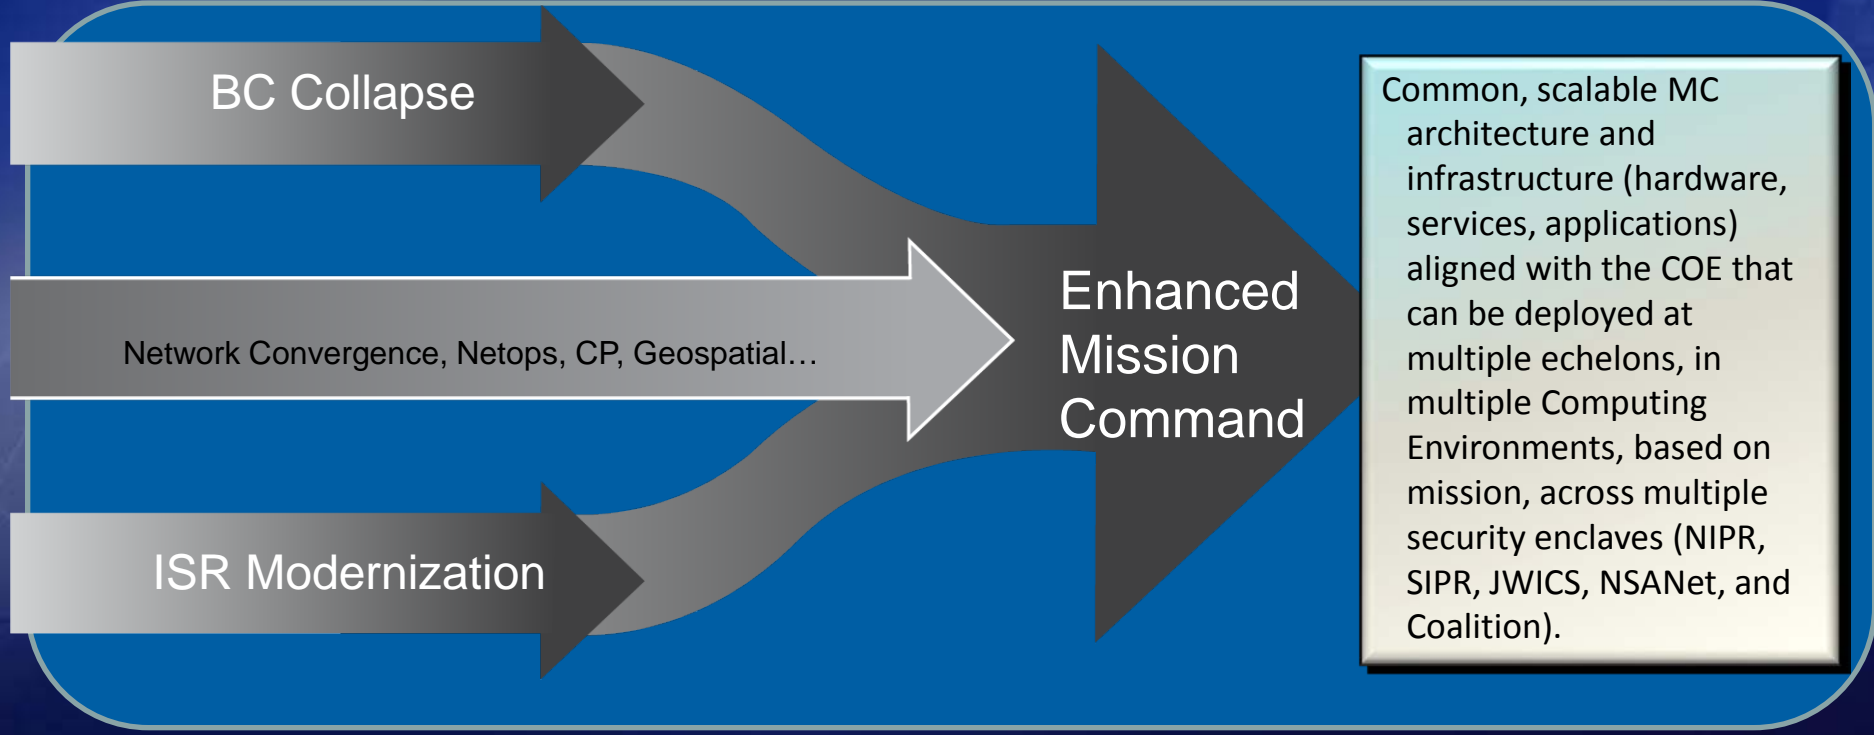 BC Collapse
Network Convergence, Netops, CP, Geospatial…
ISR Modernization
Enhanced
Mission
Command
Common, scalable MC
architecture and
infrastructure (hardware,
services, applications)
aligned with the COE that
can be deployed at
multiple echelons, in
multiple Computing
Environments, based on
mission, across multiple
security enclaves (NIPR,
SIPR, JWICS, NSANet, and
Coalition).